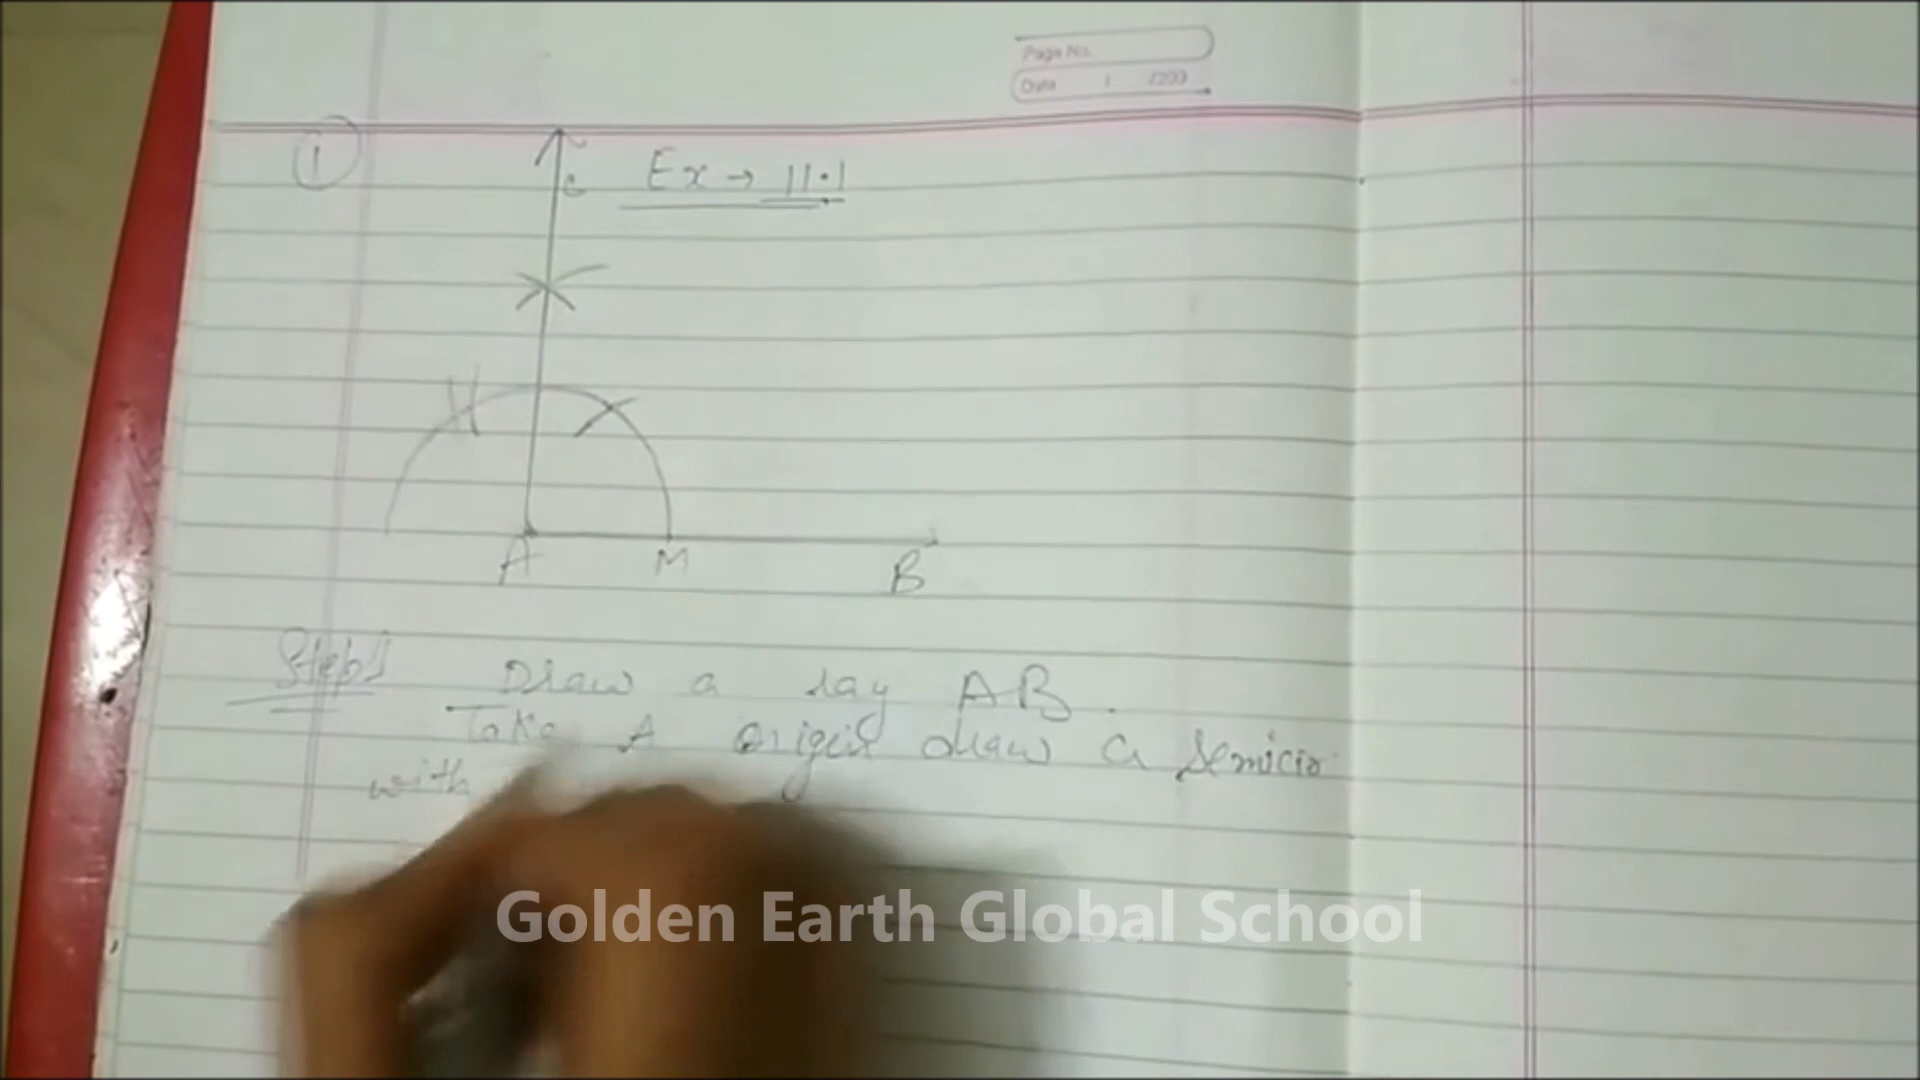 Page No.
Date
1
Ex → 11.1
C
A M B
Steps Draw a ray AB.
Take A origin draw a semicir
with
Golden Earth Global School